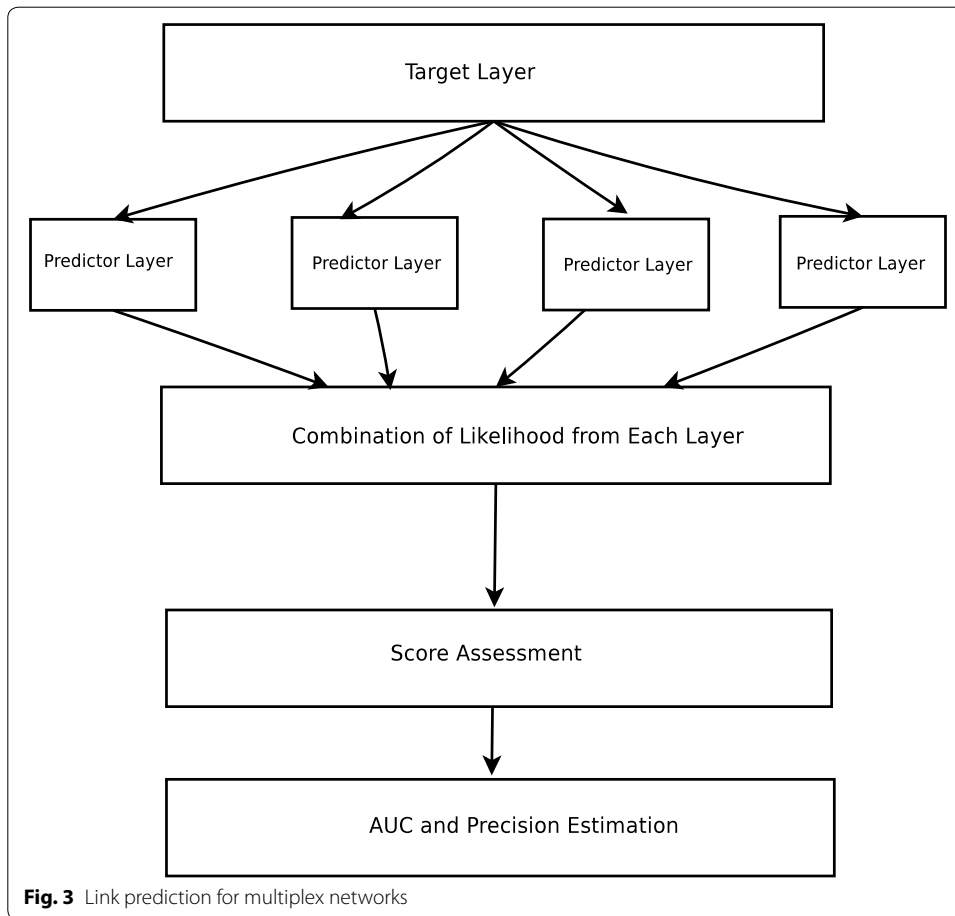 Target Layer
Predictor Layer
Predictor Layer
Predictor Layer
Predictor Layer
Combination of Likelihood from Each Layer
Score Assessment
AUC and Precision Estimation
Fig. 3 Link prediction for multiplex networks